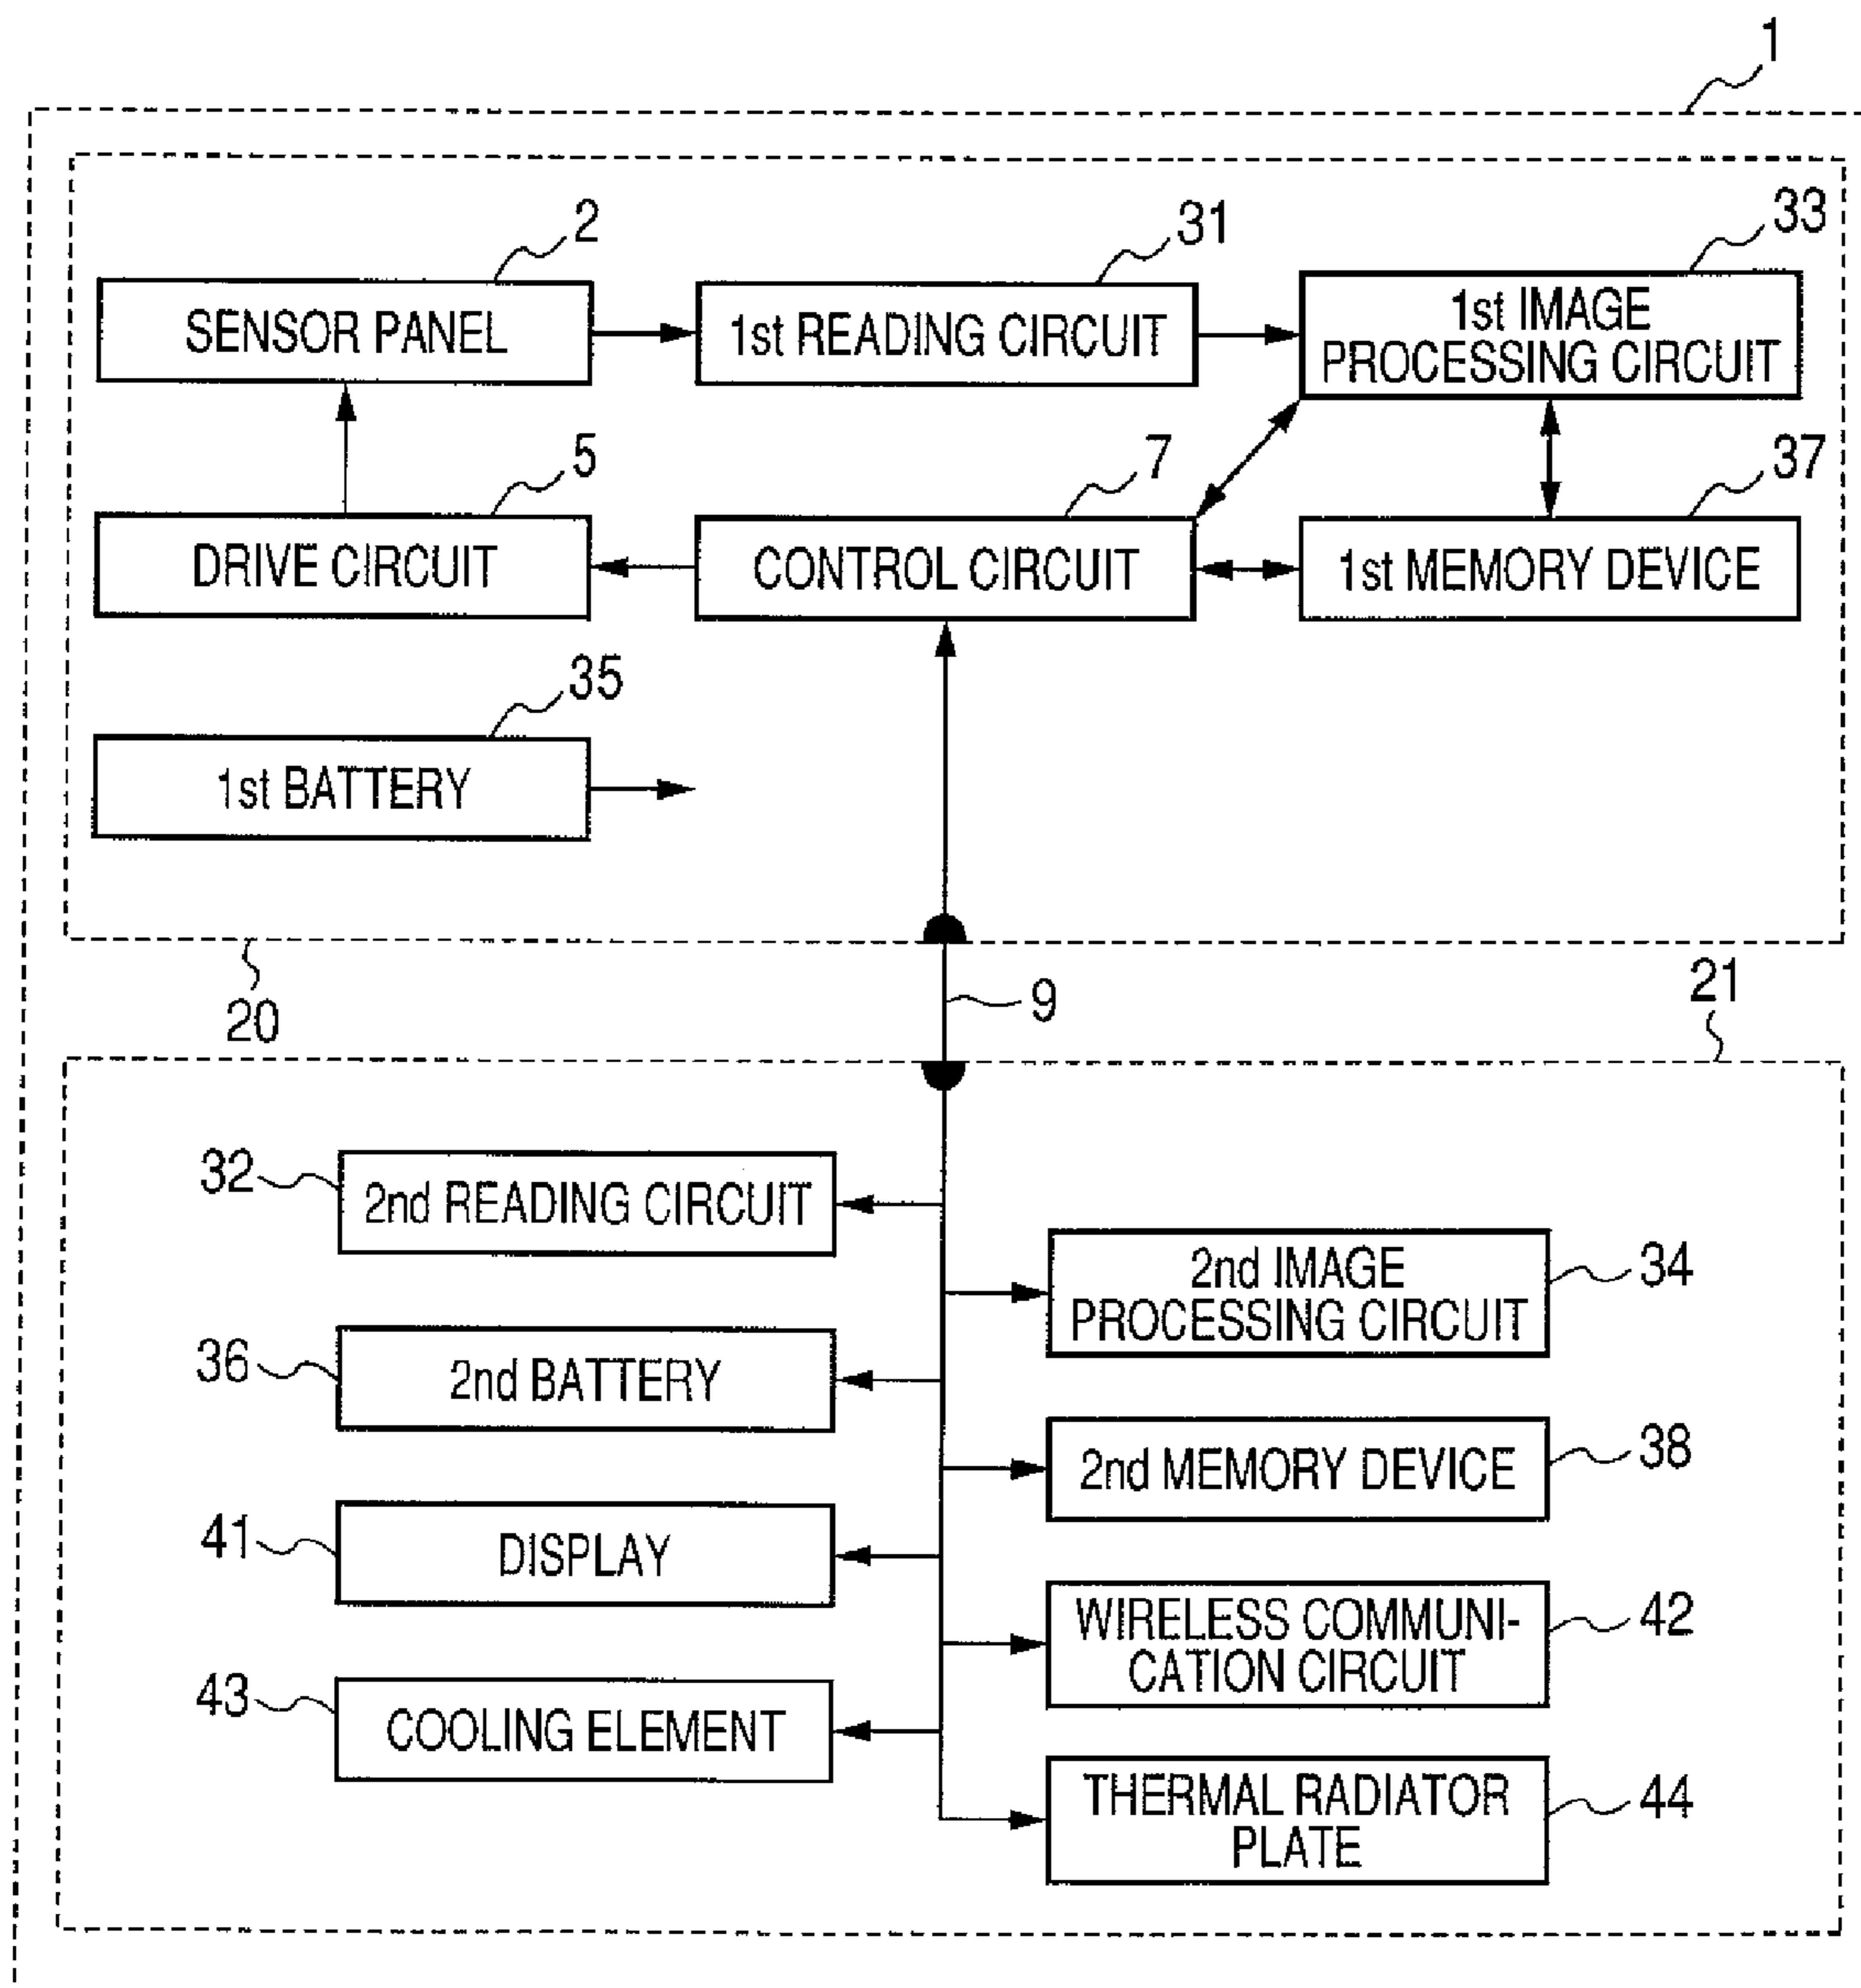 1
2
31
33
SENSOR PANEL
1st READING CIRCUIT
1st IMAGE
PROCESSING CIRCUIT
5
7
37
DRIVE CIRCUIT
CONTROL CIRCUIT
1st MEMORY DEVICE
35
1st BATTERY
20
9
21
32
2nd READING CIRCUIT
2nd IMAGE
PROCESSING CIRCUIT
34
36
2nd BATTERY
2nd MEMORY DEVICE
38
41
DISPLAY
WIRELESS COMMUNI-
CATION CIRCUIT
42
43
COOLING ELEMENT
THERMAL RADIATOR
PLATE
44